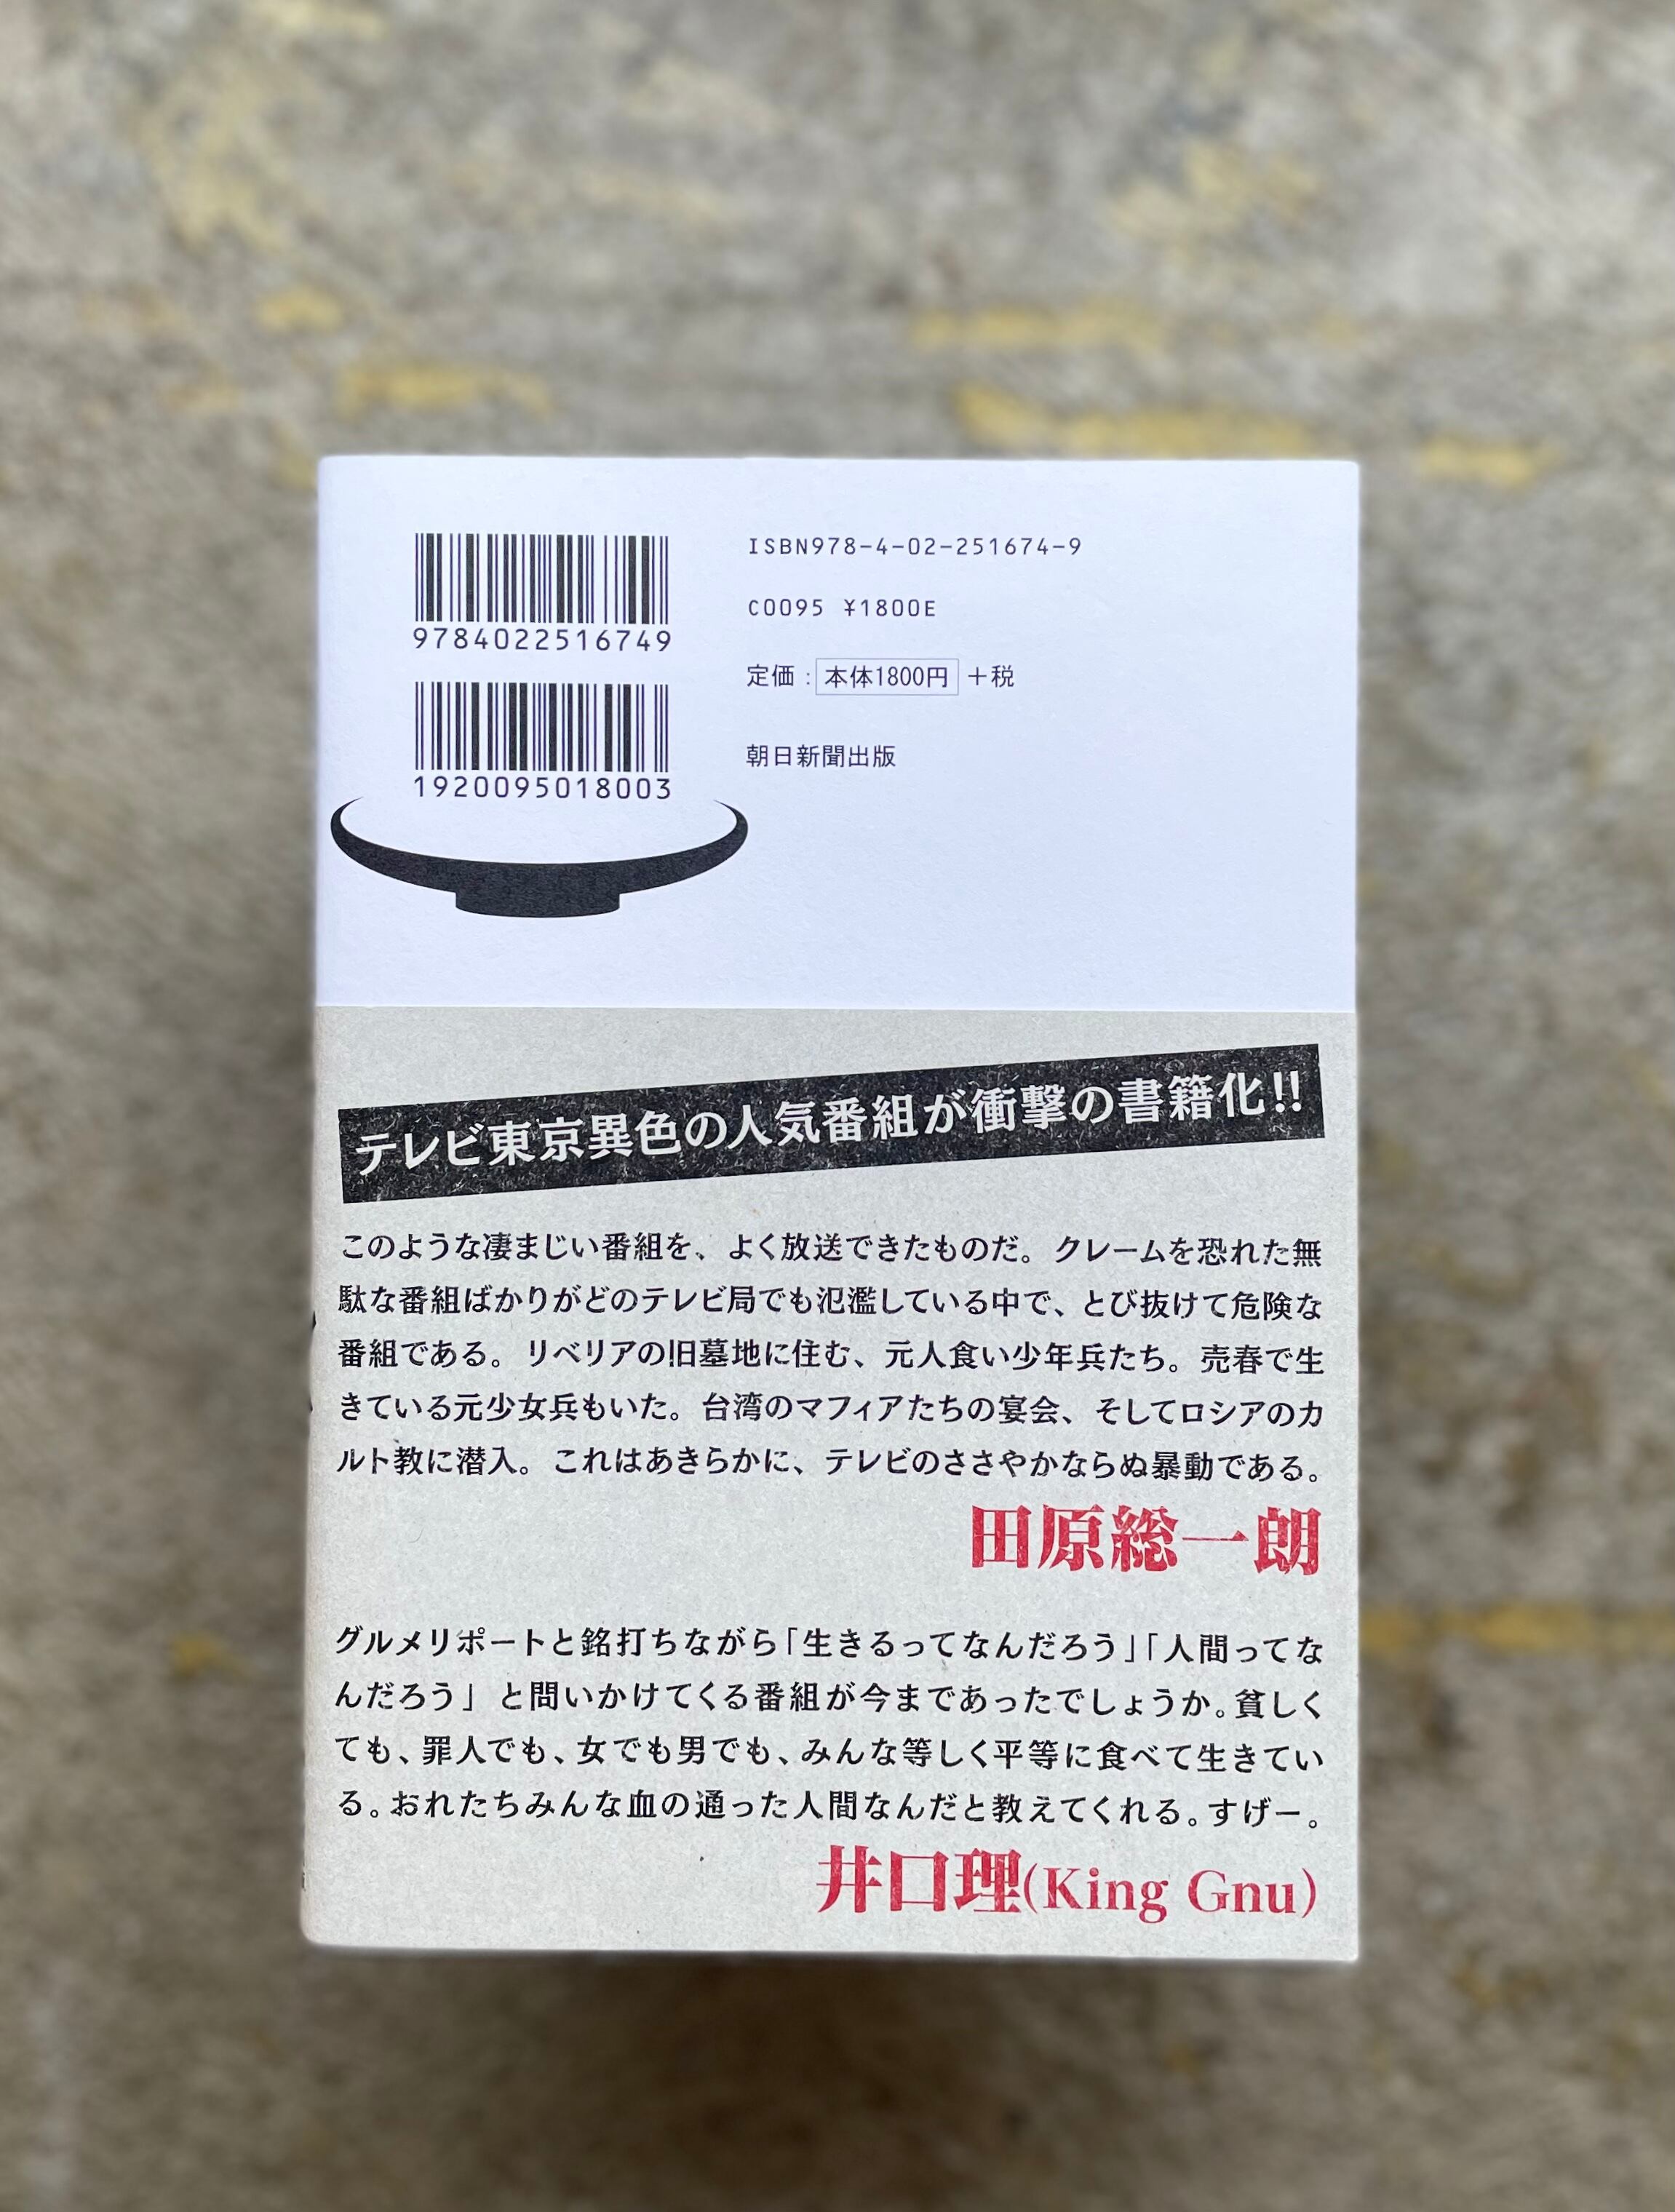 9784022516749
1920095018003
ISBN978-4-02-251674-9
C0095 ¥1800E
定価：本体1800円＋税
朝日新聞出版
テレビ東京異色の人気番組が衝撃の書籍化!!
このような凄まじい番組を、よく放送できたものだ。クレームを恐れた無
駄な番組ばかりがどのテレビ局でも氾濫している中で、とび抜けて危険な
番組である。リベリアの旧墓地に住む、元人食い少年兵たち。売春で生
きている元少女兵もいた。台湾のマフィアたちの宴会、そしてロシアのカ
ルト教に潜入。これはあきらかに、テレビのささやかならぬ暴動である。
田原総一朗
グルメリポートと銘打ちながら「生きるってなんだろう」「人間ってな
んだろう」と問いかけてくる番組が今まであったでしょうか。貧しく
ても、罪人でも、女でも男でも、みんな等しく平等に食べて生きてい
る。おれたちみんな血の通った人間なんだと教えてくれる。すげー。
井口理(King Gnu)